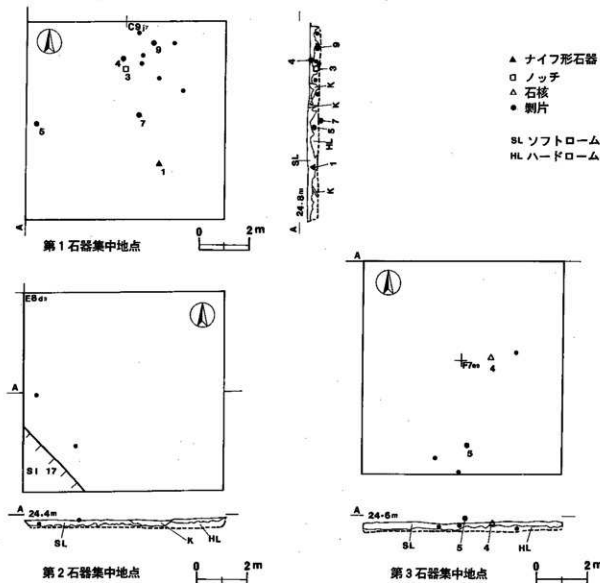 C9j7
4
9
3
7
5
1
A
第1石器集中地点
0 2m
9
4
3
K
K
7
5
HL
SL
1
K
24.8m
A
▲ ナイフ形石器
□ ノッチ
△ 石核
● 剝片
SL ソフトローム
HL ハードローム
E8d9
A
SI 17
A 24.4m
SL
K
HL
第2石器集中地点
0 2m
A
4
5
A 24.6m
SL
5
4
HL
第3石器集中地点
0 2m